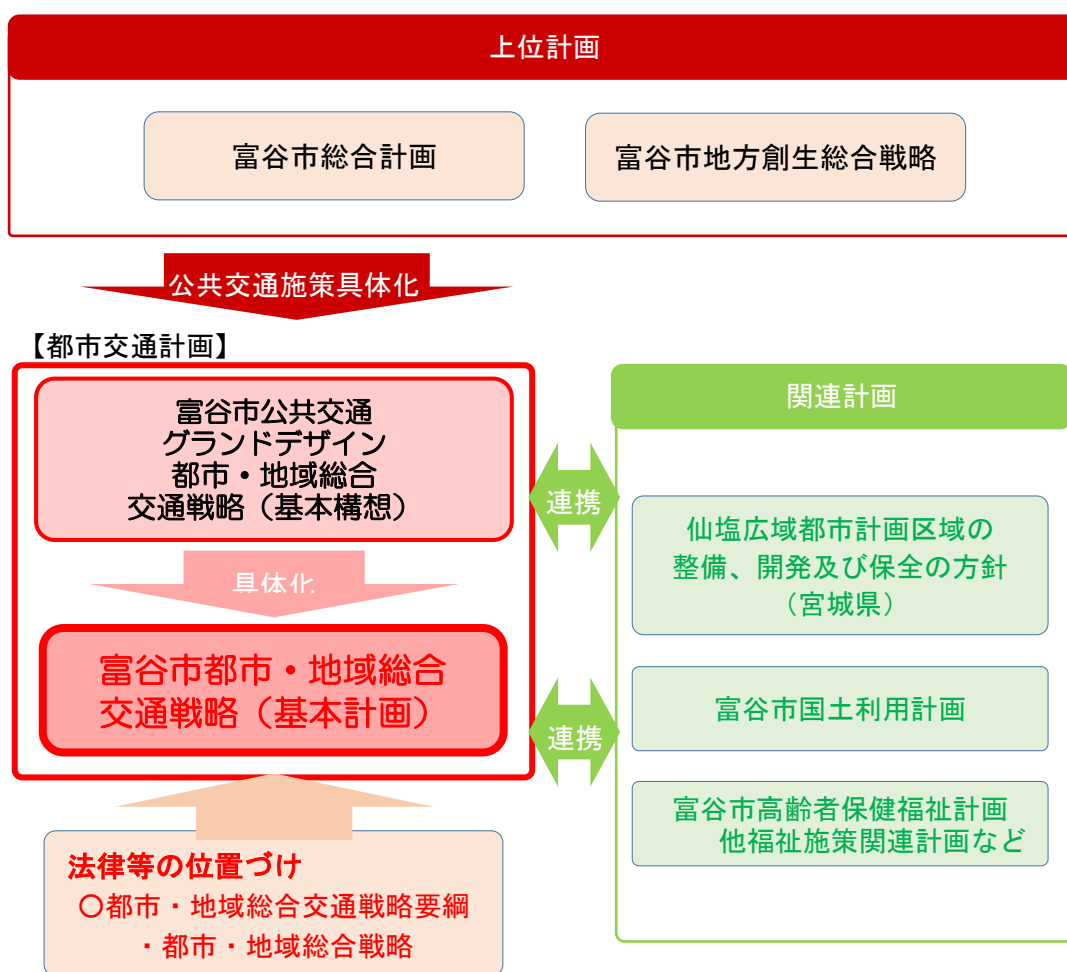 上位計画
富谷市総合計画
富谷市地方創生総合戦略
公共交通施策具体化
【都市交通計画】
富谷市公共交通
グランドデザイン
都市・地域総合
交通戦略（基本構想）
具体化
富谷市都市・地域総合
交通戦略（基本計画）
連携
連携
関連計画
仙塩広域都市計画区域の
整備、開発及び保全の方針
（宮城県）
富谷市国土利用計画
富谷市高齢者保健福祉計画
他福祉施策関連計画など
法律等の位置づけ
〇都市・地域総合交通戦略要綱
・都市・地域総合戦略